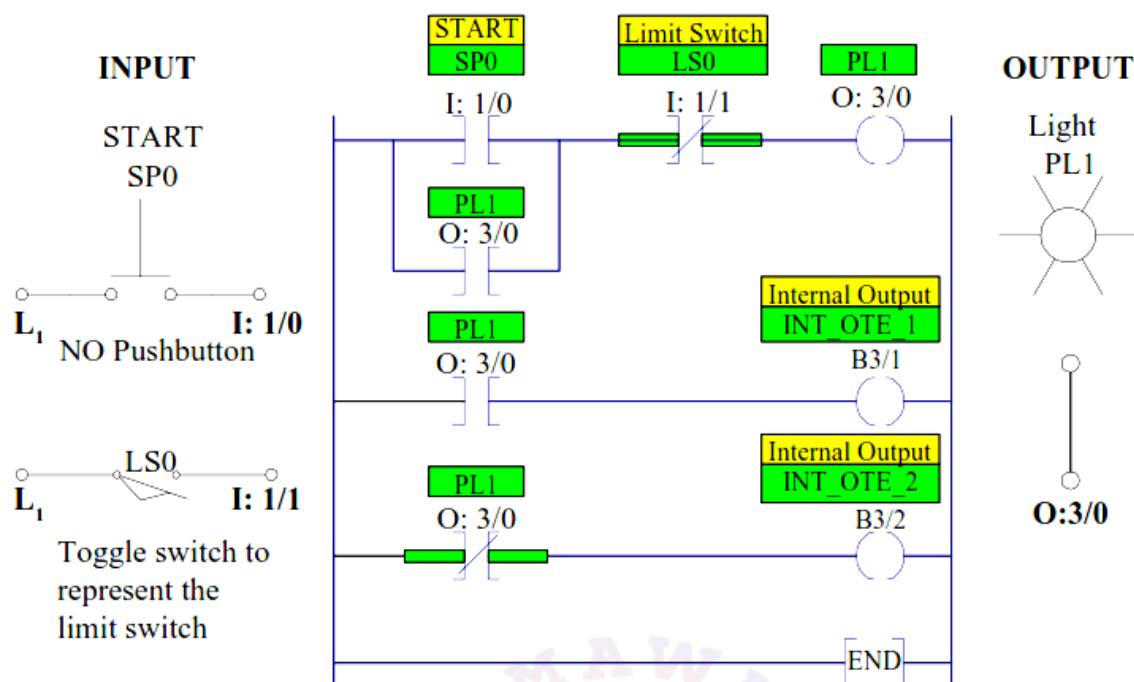 INPUT
START
SP0
L1
I: 1/0
NO Pushbutton
LS0
L1
I: 1/1
Toggle switch to
represent the
limit switch
START
SP0
I: 1/0
Limit Switch
LS0
I: 1/1
PL1
O: 3/0
PL1
O: 3/0
PL1
O: 3/0
Internal Output
INT_OTE_1
B3/1
PL1
O: 3/0
Internal Output
INT_OTE_2
B3/2
END
OUTPUT
Light
PL1
O:3/0
MAW